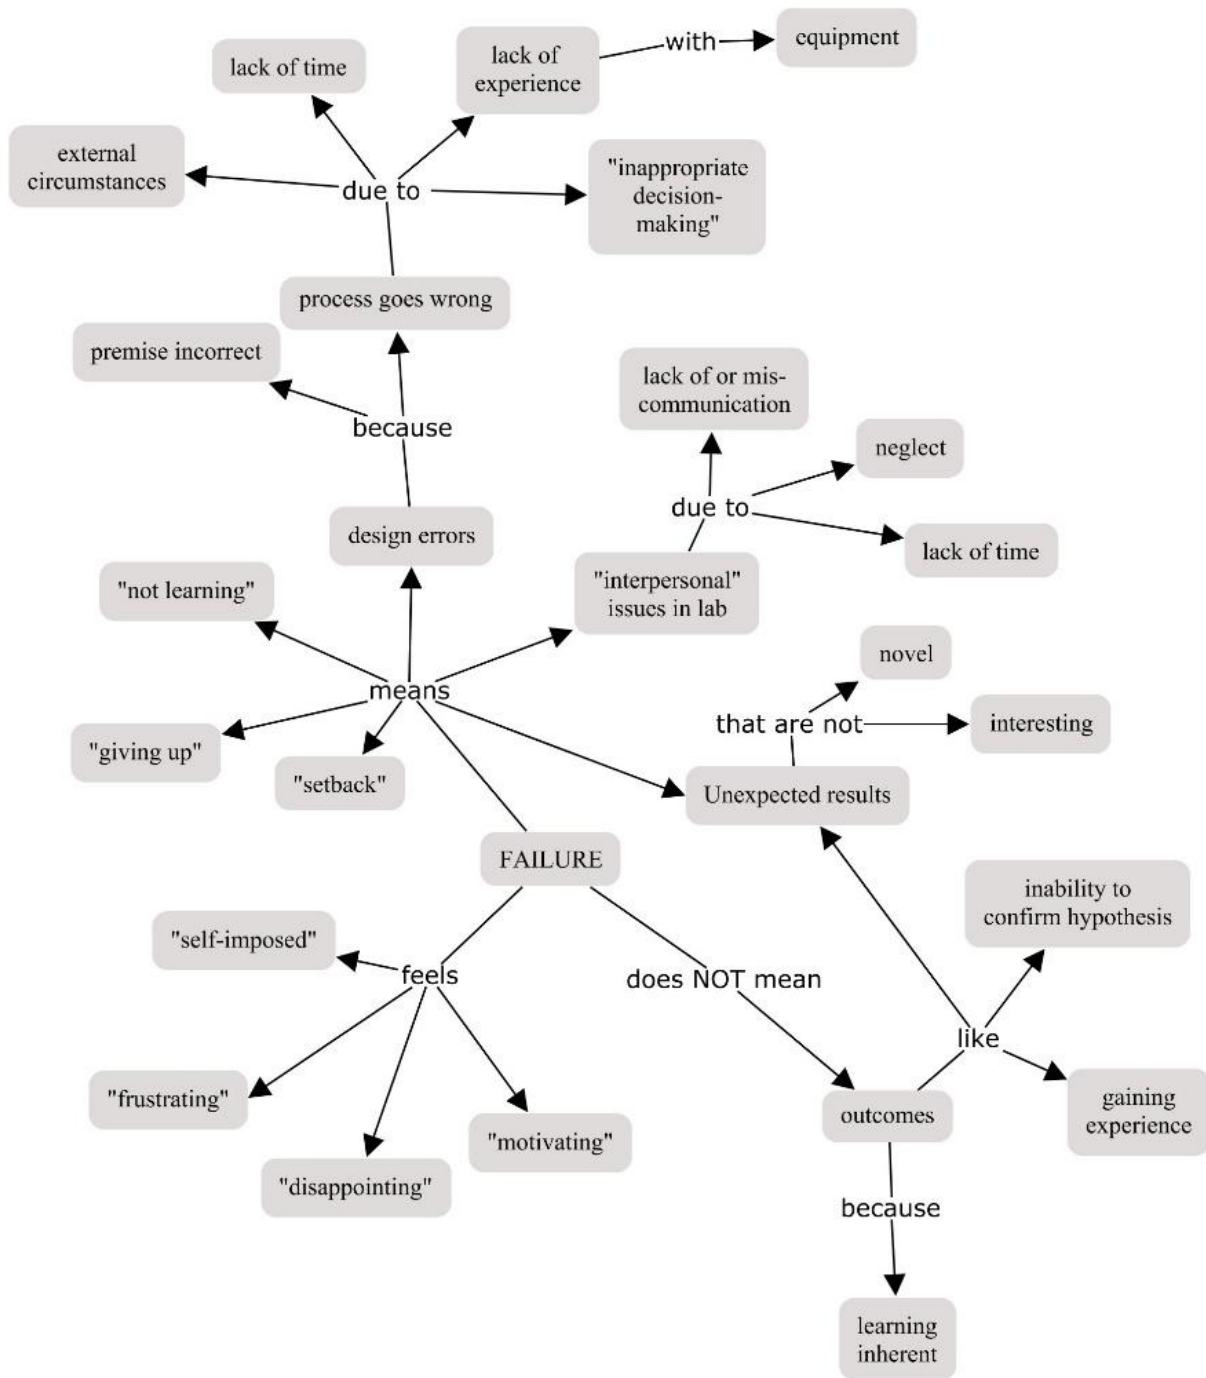 lack of time
lack of
experience
with
equipment
external
circumstances
due to
"inappropriate
decision-
making"
process goes wrong
premise incorrect
because
lack of or mis-
communication
neglect
due to
lack of time
design errors
"interpersonal"
issues in lab
"not learning"
means
"giving up"
"setback"
novel
that are not
interesting
Unexpected results
FAILURE
"self-imposed"
feels
"frustrating"
"disappointing"
"motivating"
does NOT mean
inability to
confirm hypothesis
like
gaining
experience
outcomes
because
learning
inherent